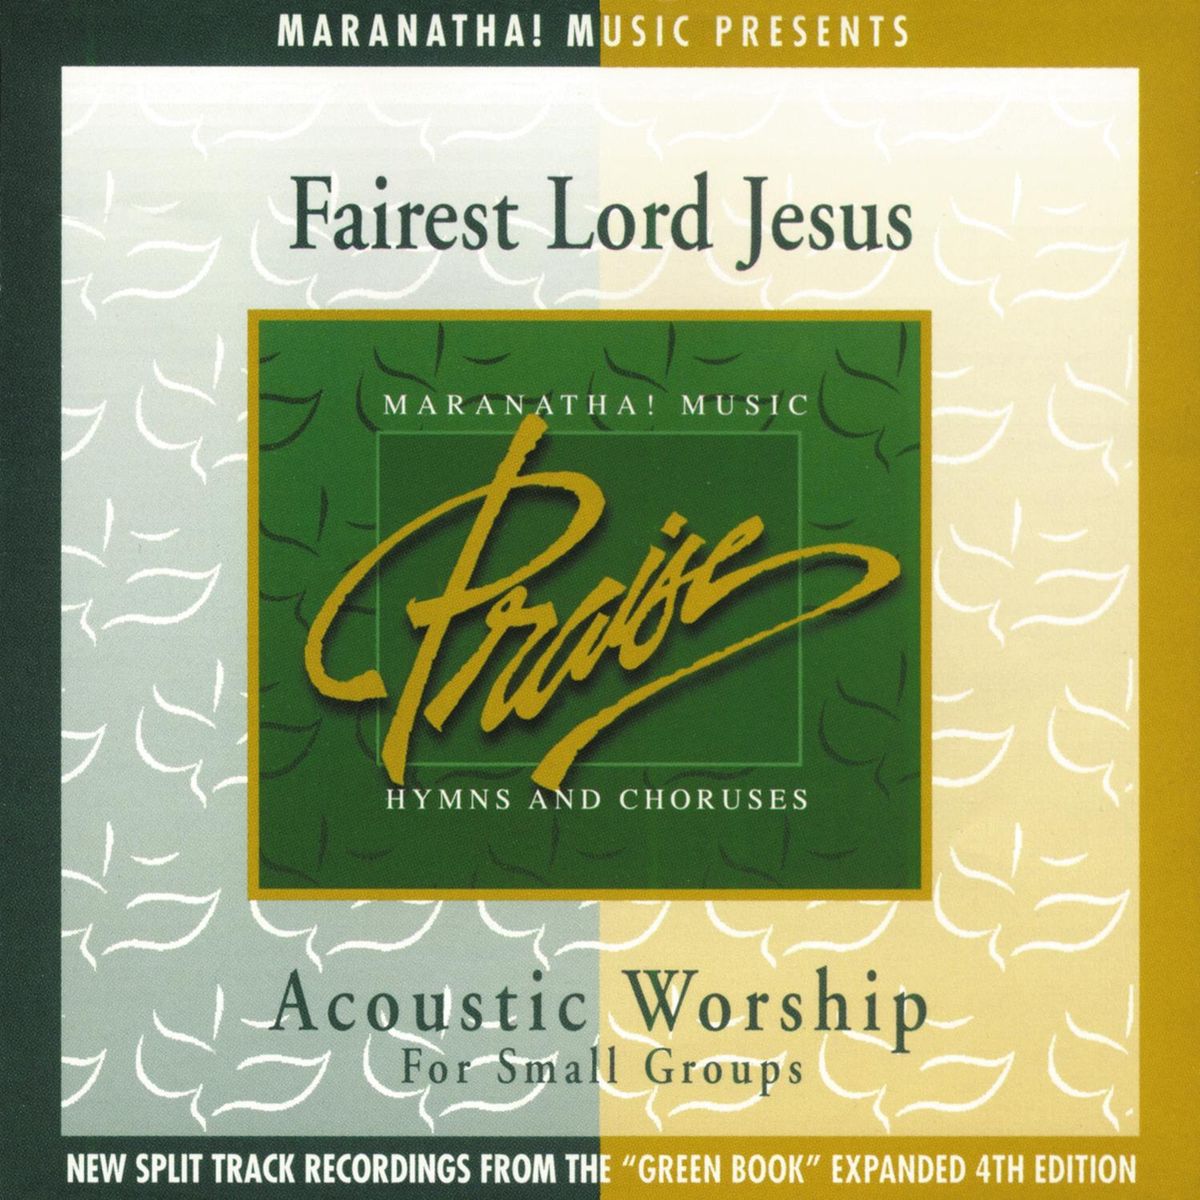 MARANATHA! MUSIC PRESENTS
Fairest Lord Jesus
MARANATHA! MUSIC
Praise
HYMNS AND CHORUSES
Acoustic Worship
For Small Groups
NEW SPLIT TRACK RECORDINGS FROM THE "GREEN BOOK" EXPANDED 4TH EDITION